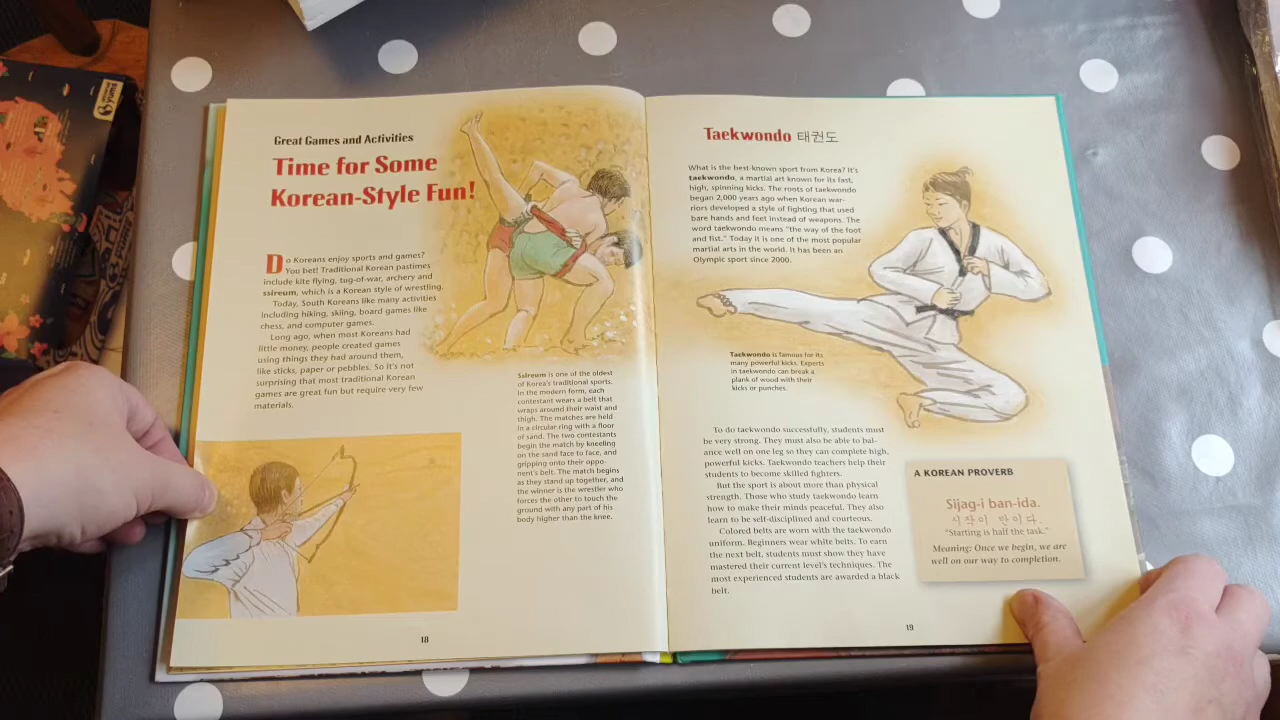 Great Games and Activities
Time for Some
Korean-Style Fun!
Do Koreans enjoy sports and games?
You bet! Traditional Korean pastimes
include kite flying, tug-of-war, archery and
ssireum, which is a Korean style of wrestling.
Today, South Koreans like many activities
including hiking, skiing, board games like
chess, and computer games.
Long ago, when most Koreans had
little money, people created games
using things they had around them,
like sticks, paper or pebbles. So it's not
surprising that most traditional Korean
games are great fun but require very few
materials.
Ssireum is one of the oldest
of Korea's traditional sports.
In the modern form, each
contestant wears a belt that
wraps around their waist and
thigh. The matches are held
in a circular ring with a floor
of sand. The two contestants
begin the match by kneeling
on the sand face to face, and
gripping onto their oppo-
nent's belt. The match begins
as they stand up together, and
the winner is the wrestler who
forces the other to touch the
ground with any part of his
body higher than the knee.
18
Taekwondo 태권도
What is the best-known sport from Korea? It's
taekwondo, a martial art known for its fast,
high, spinning kicks. The roots of taekwondo
began 2,000 years ago when Korean war-
riors developed a style of fighting that used
bare hands and feet instead of weapons. The
word taekwondo means "the way of the foot
and fist." Today it is one of the most popular
martial arts in the world. It has been an
Olympic sport since 2000.
Taekwondo is famous for its
many powerful kicks. Experts
in taekwondo can break a
plank of wood with their
kicks or punches.
To do taekwondo successfully, students must
be very strong. They must also be able to bal-
ance well on one leg so they can complete high,
powerful kicks. Taekwondo teachers help their
students to become skilled fighters.
But the sport is about more than physical
strength. Those who study taekwondo learn
how to make their minds peaceful. They also
learn to be self-disciplined and courteous.
Colored belts are worn with the taekwondo
uniform. Beginners wear white belts. To earn
the next belt, students must show they have
mastered their current level's techniques. The
most experienced students are awarded a black
belt.
A KOREAN PROVERB
Sijag-i ban-ida.
시작이 반이다.
"Starting is half the task."
Meaning: Once we begin, we are
well on our way to completion.
19